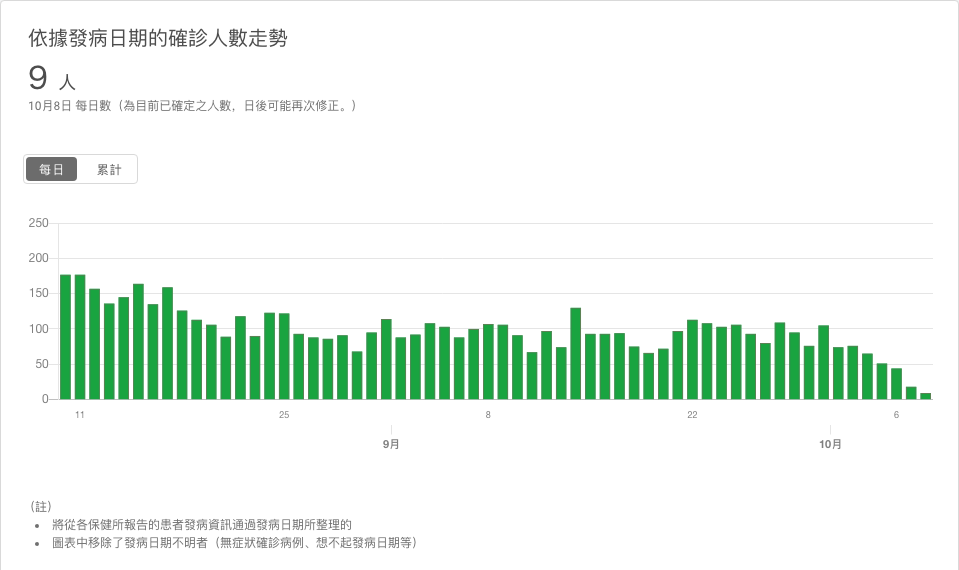 依據發病日期的確診人數走勢
9 人
10月8日 每日數（為目前已確定之人數，日後可能再次修正。）
每日 累計
250
200
150
100
50
0
11 25 8 22 6
9月 10月
（註）
• 將從各保健所報告的患者發病資訊通過發病日期所整理的
• 圖表中移除了發病日期不明者（無症狀確診病例、想不起發病日期等）